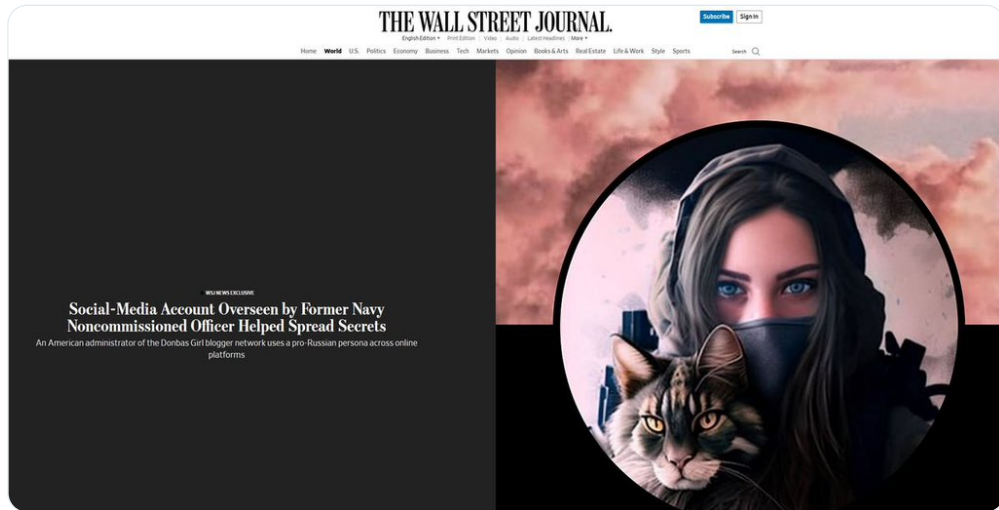 THE WALL STREET JOURNAL.
Subscribe Sign In
English Edition Print Edition Video Audio Latest Headlines More
Home World U.S. Politics Economy Business Tech Markets Opinion Books & Arts Real Estate Life & Work Style Sports Search
WSJ NEWS EXCLUSIVE
Social-Media Account Overseen by Former Navy
Noncommissioned Officer Helped Spread Secrets
An American administrator of the Donbas Girl blogger network uses a pro-Russian persona across online
platforms